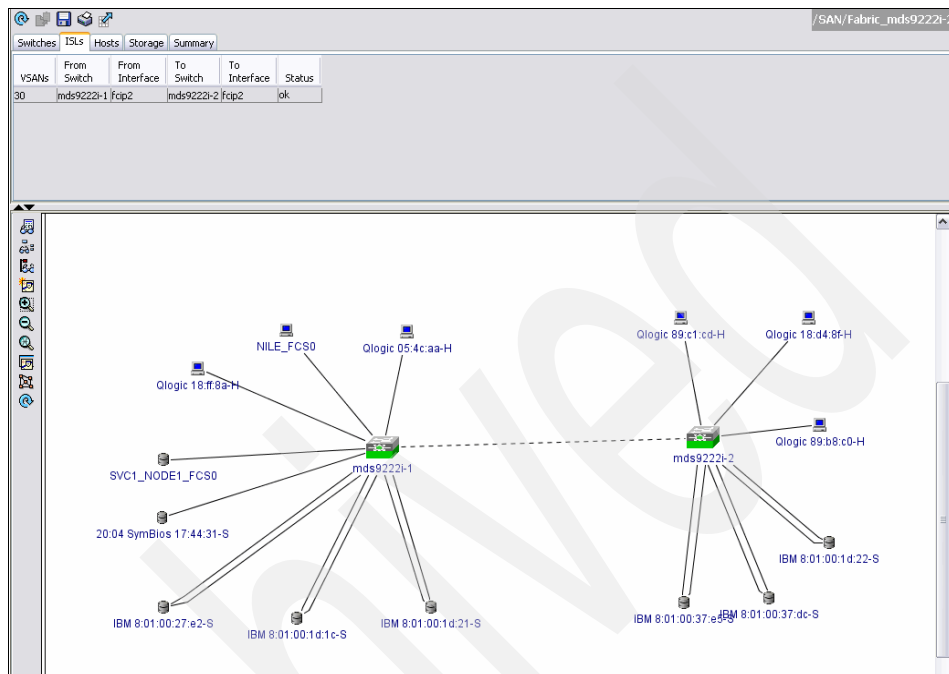 /SAN/Fabric_mds9222i-2
Switches ISLs Hosts Storage Summary
VSANs From Switch From Interface To Switch To Interface Status
30 mds9222i-1 fcip2 mds9222i-2 fcip2 ok
NILE_FCS0
Qlogic 05:4c:aa-H
Qlogic 89:c1:cd-H
Qlogic 18:d4:8f-H
Qlogic 18:ff:8a-H
Qlogic 89:b8:c0-H
mds9222i-1
mds9222i-2
SVC1_NODE1_FCS0
20:04 SymBios 17:44:31-S
IBM 8:01:00:1d:22-S
IBM 8:01:00:27:e2-S
IBM 8:01:00:1d:1c-S
IBM 8:01:00:1d:21-S
IBM 8:01:00:37:e5-S
IBM 8:01:00:37:dc-S